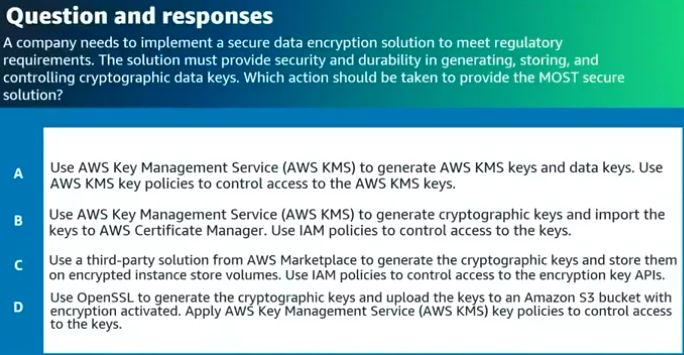 Question and responses
A company needs to implement a secure data encryption solution to meet regulatory
requirements. The solution must provide security and durability in generating, storing, and
controlling cryptographic data keys. Which action should be taken to provide the MOST secure
solution?
A
Use AWS Key Management Service (AWS KMS) to generate AWS KMS keys and data keys. Use
AWS KMS key policies to control access to the AWS KMS keys.
B
Use AWS Key Management Service (AWS KMS) to generate cryptographic keys and import the
keys to AWS Certificate Manager. Use IAM policies to control access to the keys.
C
Use a third-party solution from AWS Marketplace to generate the cryptographic keys and store them
on encrypted instance store volumes. Use IAM policies to control access to the encryption key APIs.
D
Use OpenSSL to generate the cryptographic keys and upload the keys to an Amazon S3 bucket with
encryption activated. Apply AWS Key Management Service (AWS KMS) key policies to control access
to the keys.